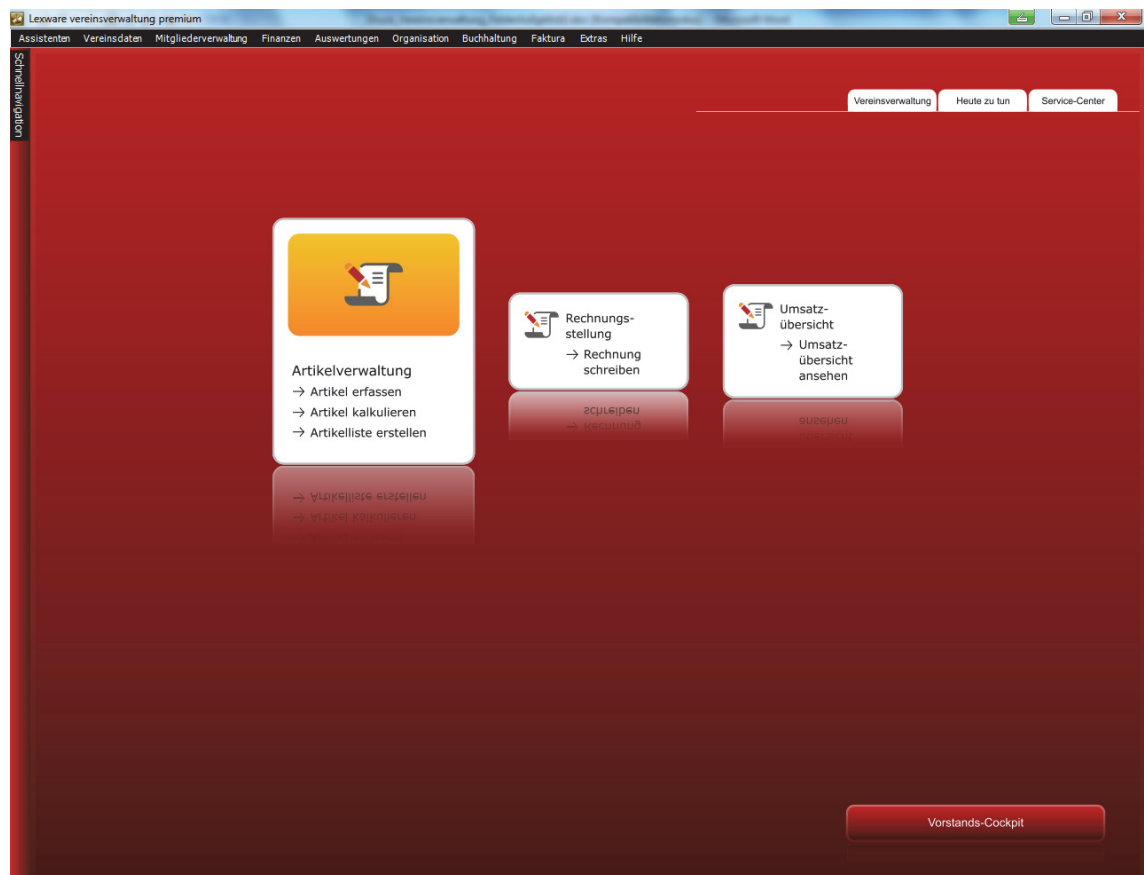 Lexware vereinsverwaltung premium
Assistenten Vereinsdaten Mitgliederverwaltung Finanzen Auswertungen Organisation Buchhaltung Faktura Extras Hilfe
Schnellnavigation
Vereinsverwaltung Heute zu tun Service-Center
Artikelverwaltung
→ Artikel erfassen
→ Artikel kalkulieren
→ Artikelliste erstellen
Rechnungs-
stellung
→ Rechnung
schreiben
Umsatz-
übersicht
→ Umsatz-
übersicht
ansehen
Vorstands-Cockpit